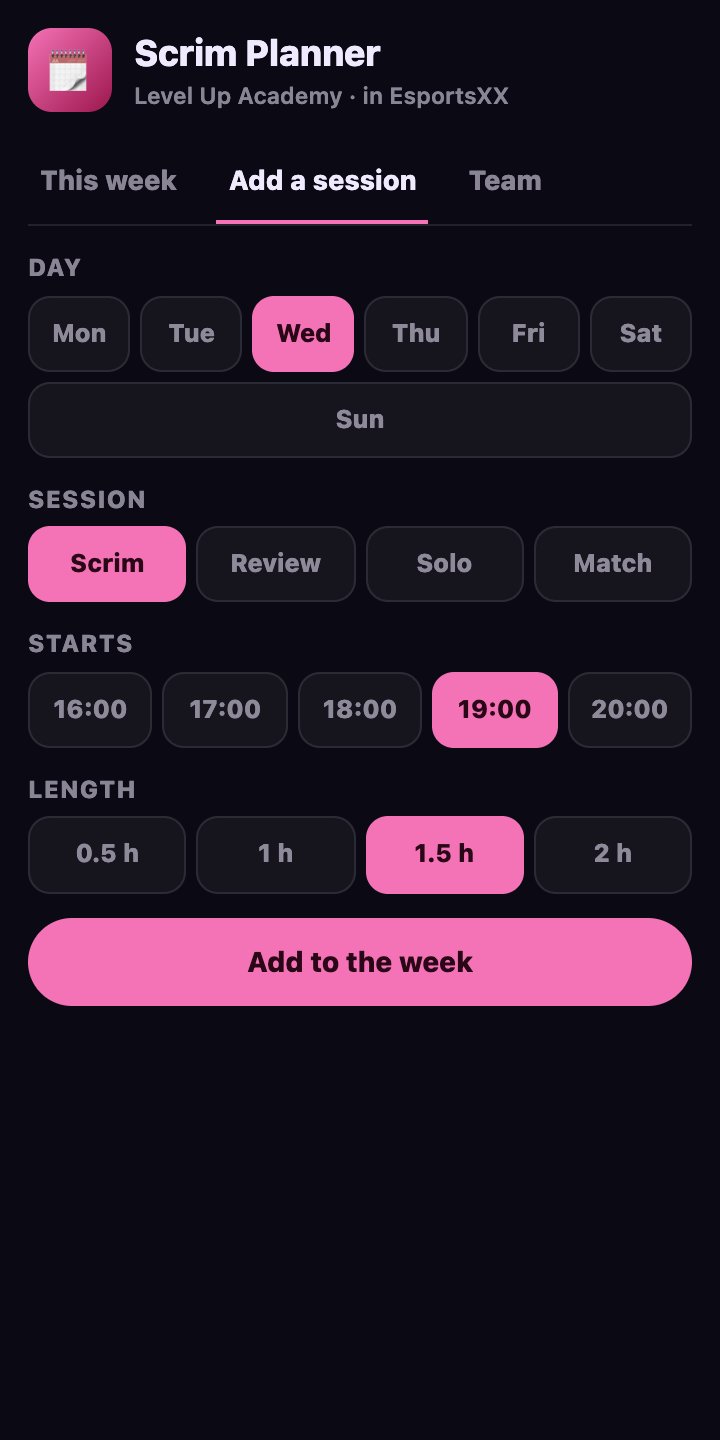 Scrim Planner
Level Up Academy · in EsportsXX
This week Add a session Team
DAY
Mon Tue Wed Thu Fri Sat
Sun
SESSION
Scrim Review Solo Match
STARTS
16:00 17:00 18:00 19:00 20:00
LENGTH
0.5 h 1 h 1.5 h 2 h
Add to the week